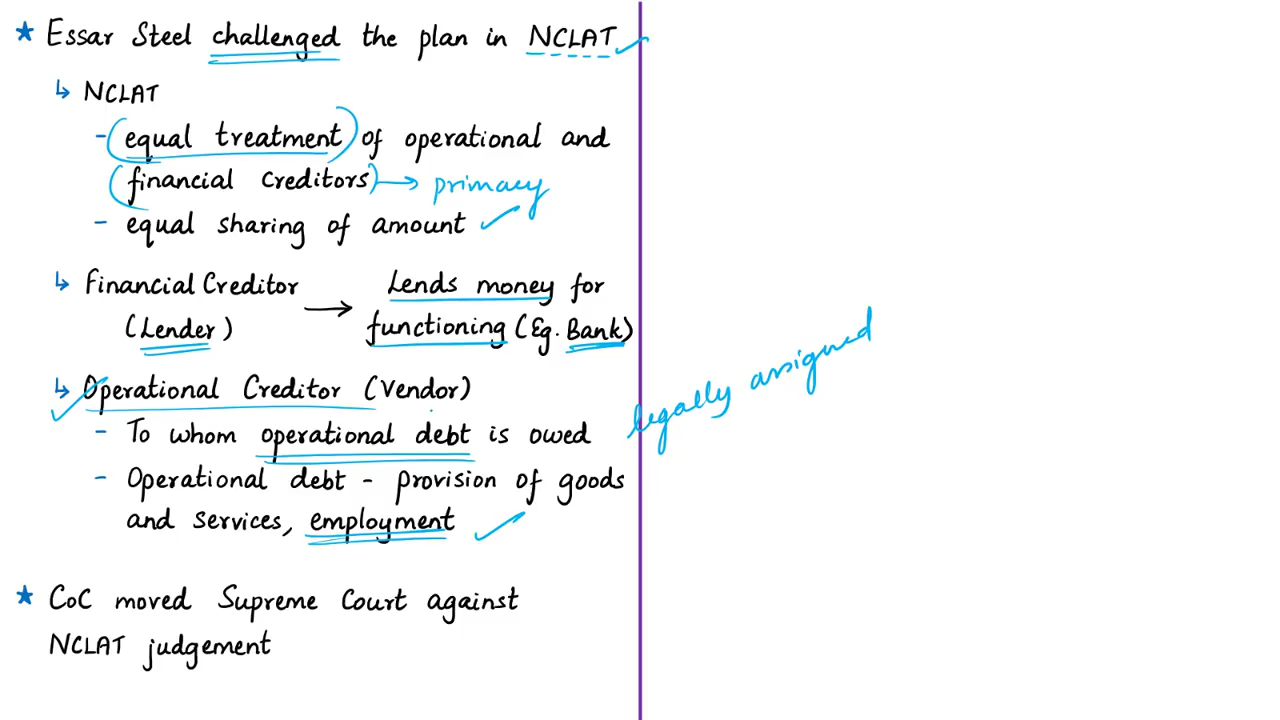 ★ Essar Steel challenged the plan in NCLAT
↳ NCLAT
- equal treatment of operational and
financial creditors → primacy
- equal sharing of amount
↳ Financial Creditor → Lends money for
(Lender) functioning (Eg. Bank)
↳ Operational Creditor (Vendor)
- To whom operational debt is owed
- Operational debt - provision of goods
and services, employment
★ CoC moved Supreme Court against
NCLAT judgement
legally assigned